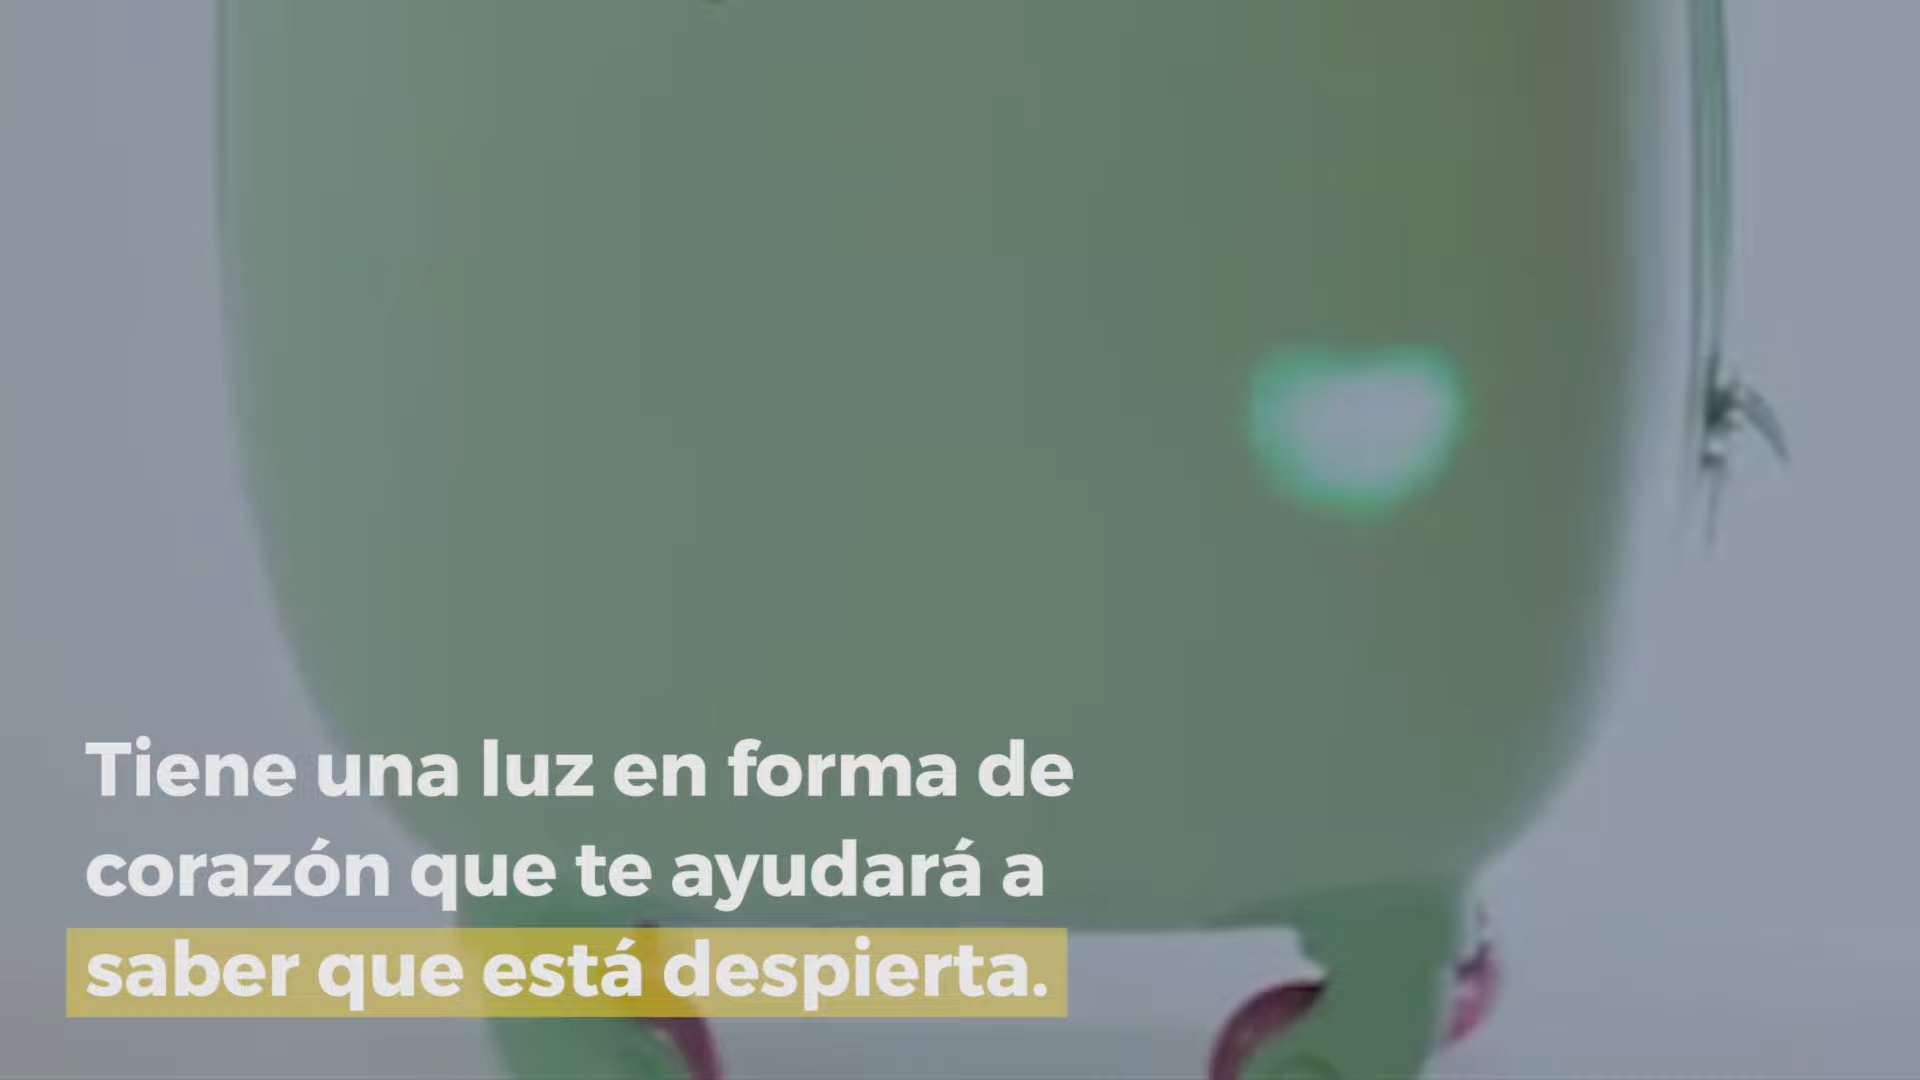 Tiene una luz en forma de
corazón que te ayudará a
saber que está despierta.